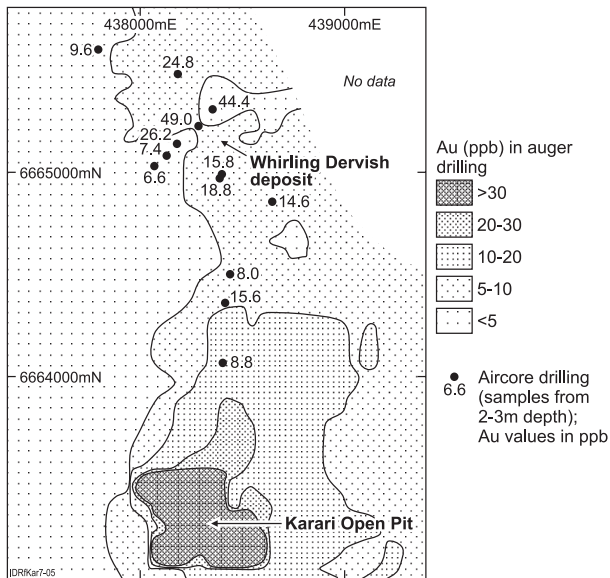 438000mE
439000mE
9.6
24.8
No data
44.4
49.0
26.2
7.4
6.6
15.8
18.8
Whirling Dervish
deposit
14.6
6665000mN
8.0
15.6
8.8
6664000mN
Karari Open Pit
IDRfKar7-05
Au (ppb) in auger
drilling
>30
20-30
10-20
5-10
<5
6.6
Aircore drilling
(samples from
2-3m depth);
Au values in ppb